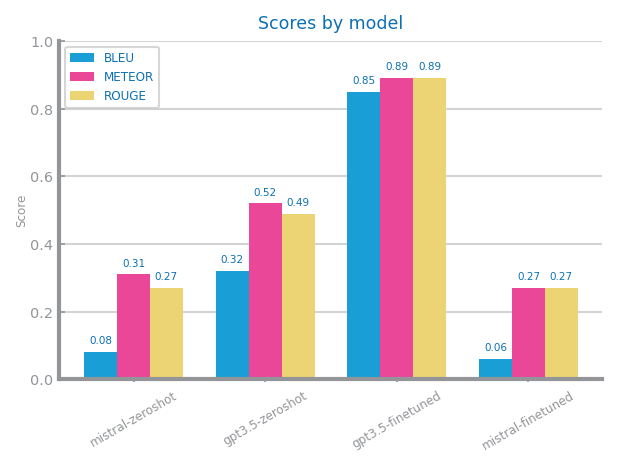 Scores by model
1.0
0.8
0.6
0.4
0.2
0.0
Score
BLEU
METEOR
ROUGE
0.08
0.31
0.27
0.32
0.52
0.49
0.85
0.89
0.89
0.06
0.27
0.27
mistral-zeroshot
gpt3.5-zeroshot
gpt3.5-finetuned
mistral-finetuned